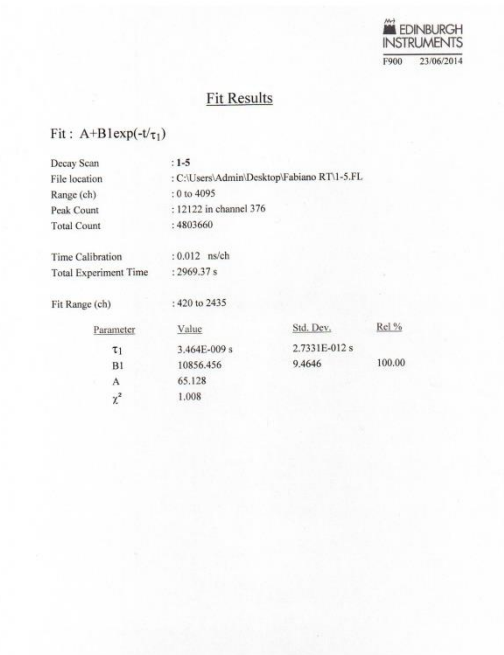 EDINBURGH
INSTRUMENTS
F900 23/06/2014
Fit Results
Fit : A+B1exp(-t/τ1)
Decay Scan : 1-5
File location : C:\Users\Admin\Desktop\Fabiano RT\1-5.FL
Range (ch) : 0 to 4095
Peak Count : 12122 in channel 376
Total Count : 4803660
Time Calibration : 0.012 ns/ch
Total Experiment Time : 2969.37 s
Fit Range (ch) : 420 to 2435
Parameter Value Std. Dev. Rel %
τ1 3.464E-009 s 2.7331E-012 s
B1 10856.456 9.4646 100.00
A 65.128
χ² 1.008